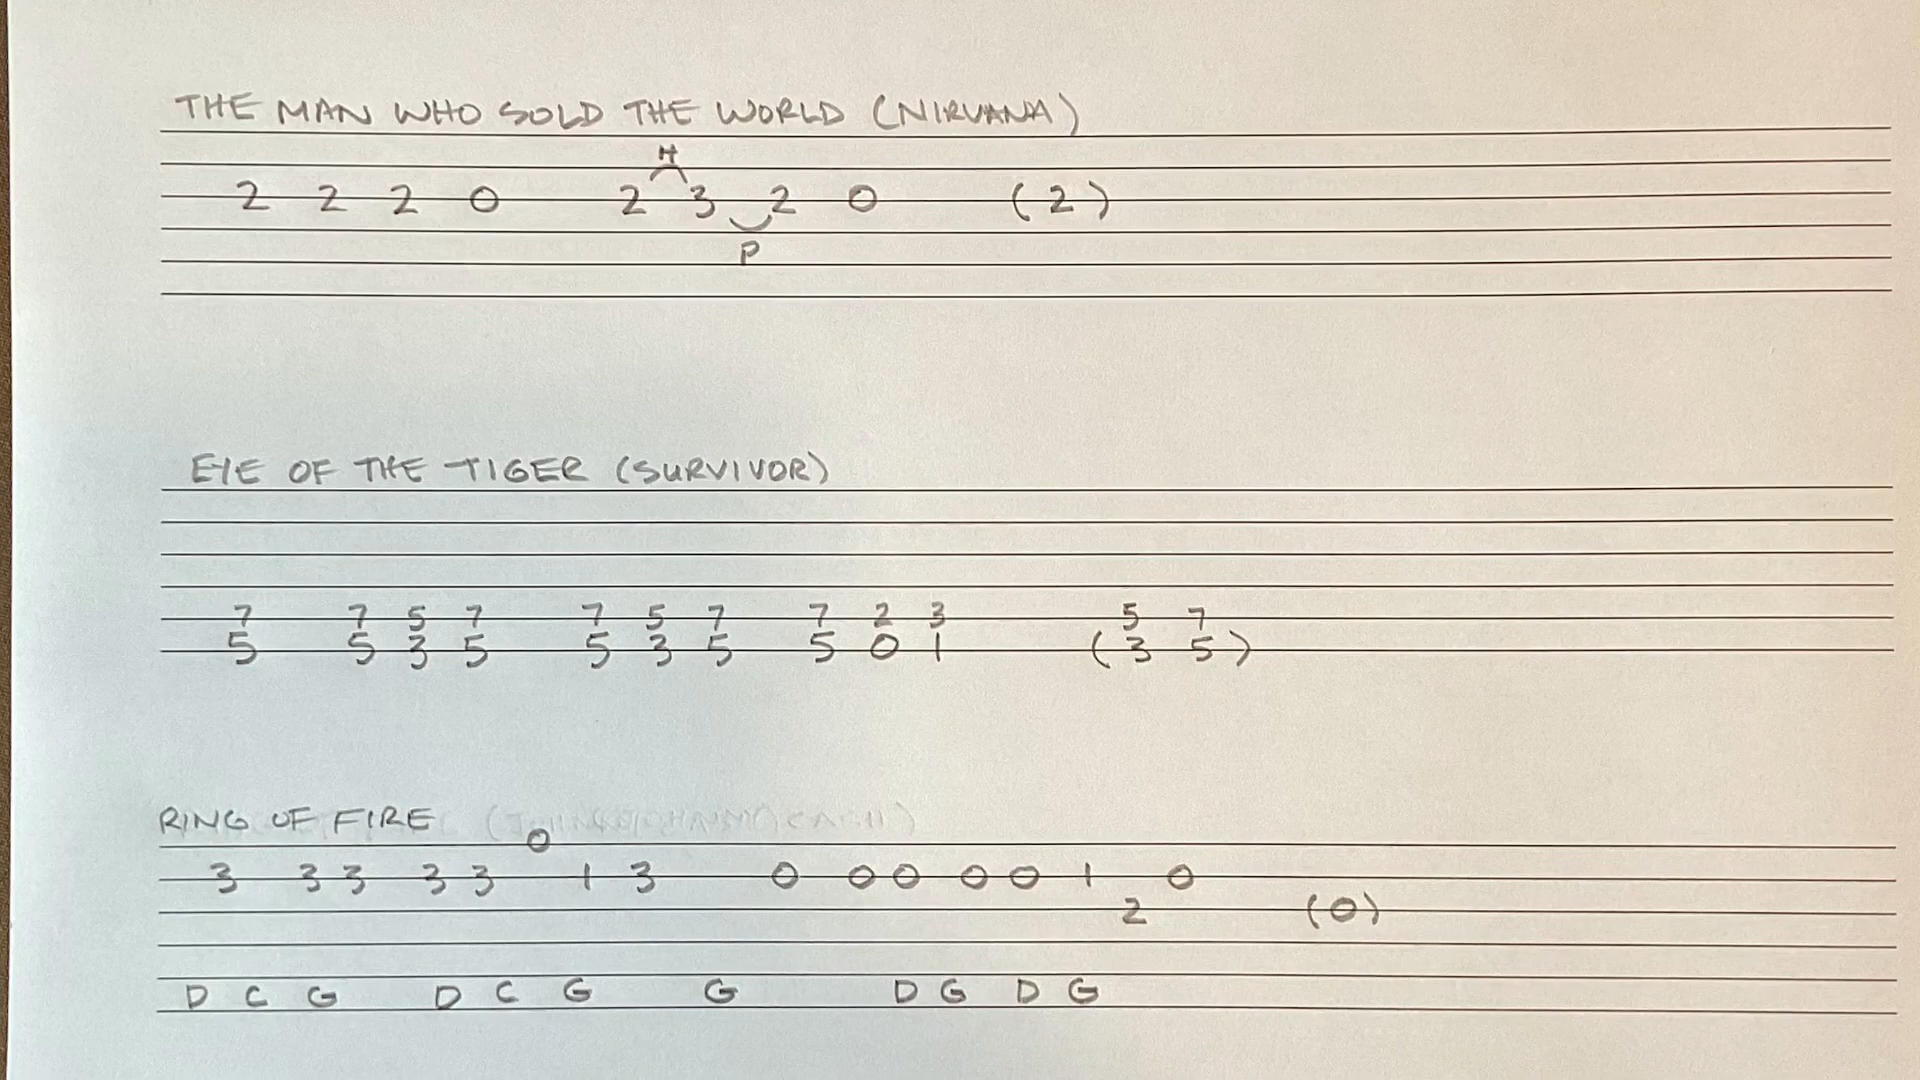 THE MAN WHO SOLD THE WORLD (NIRVANA)
H
2 2 2 0 2 3 2 0 (2)
P
EYE OF THE TIGER (SURVIVOR)
7 7 5 7 7 5 7 7 2 3 5 7
5 5 3 5 5 3 5 5 0 1 (3 5)
RING OF FIRE
0
3 3 3 3 3 1 3 0 0 0 0 0 1 0
2 (0)
D C G D C G G D G D G